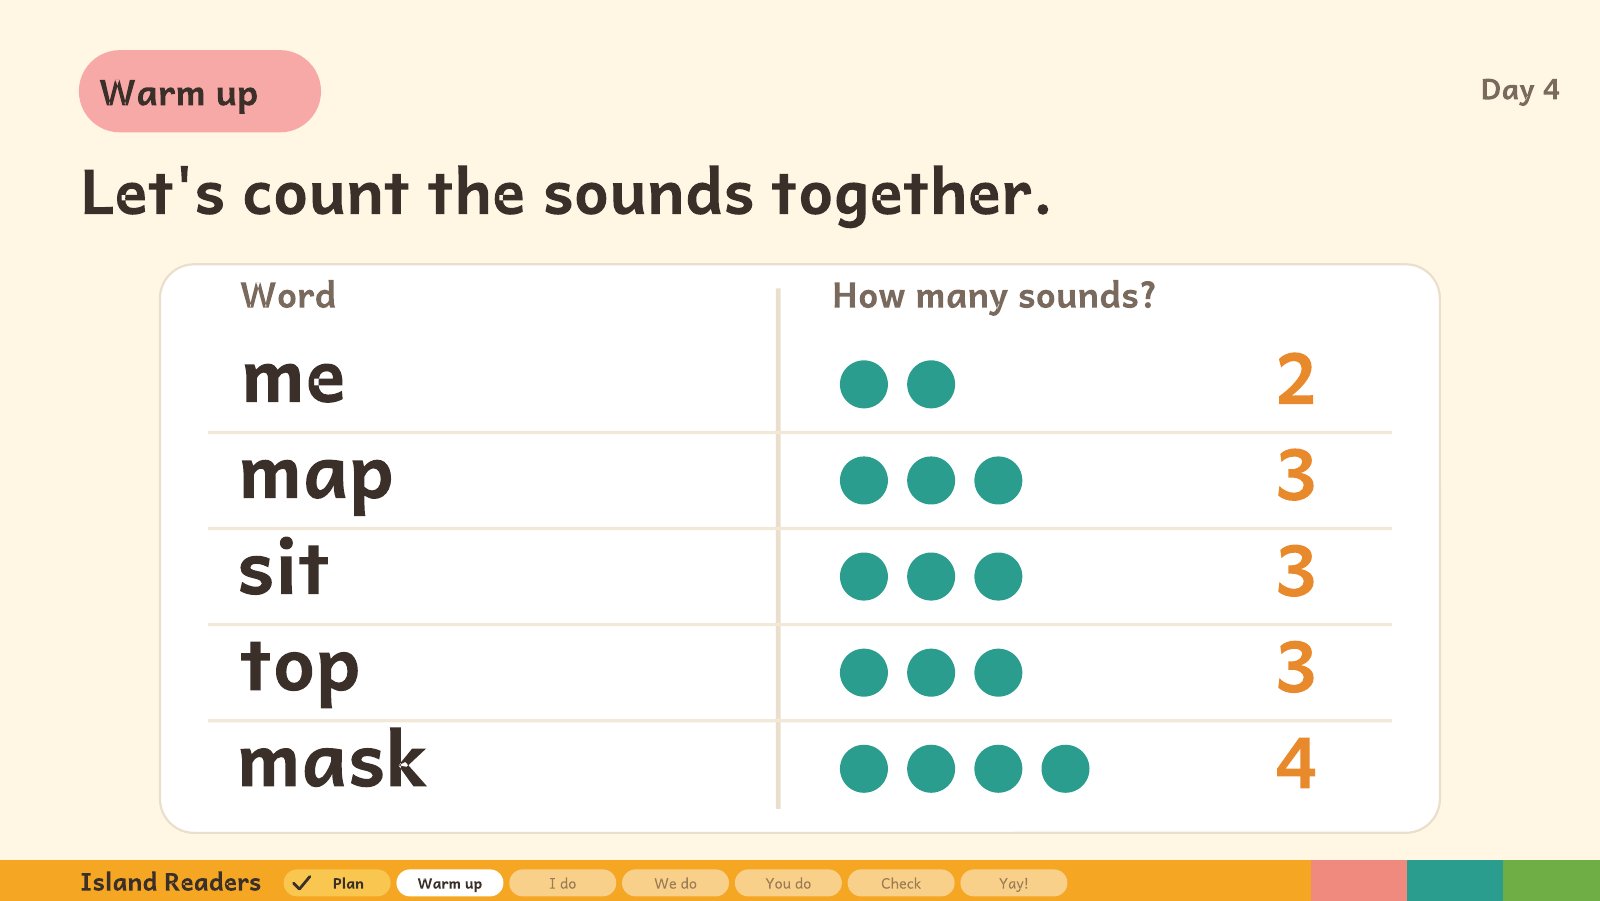 Warm up
Day 4
Let's count the sounds together.
Word How many sounds?
me 2
map 3
sit 3
top 3
mask 4
Island Readers Plan Warm up I do We do You do Check Yay!